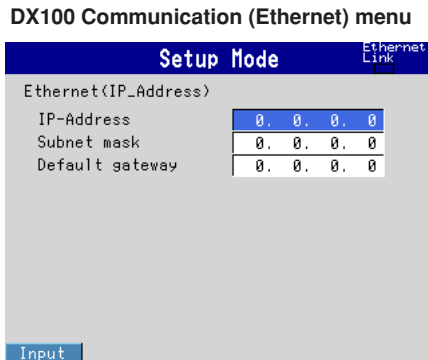 DX100 Communication (Ethernet) menu
Setup Mode
Ethernet
Link
Ethernet(IP_Address)
IP-Address 0. 0. 0. 0
Subnet mask 0. 0. 0. 0
Default gateway 0. 0. 0. 0
Input